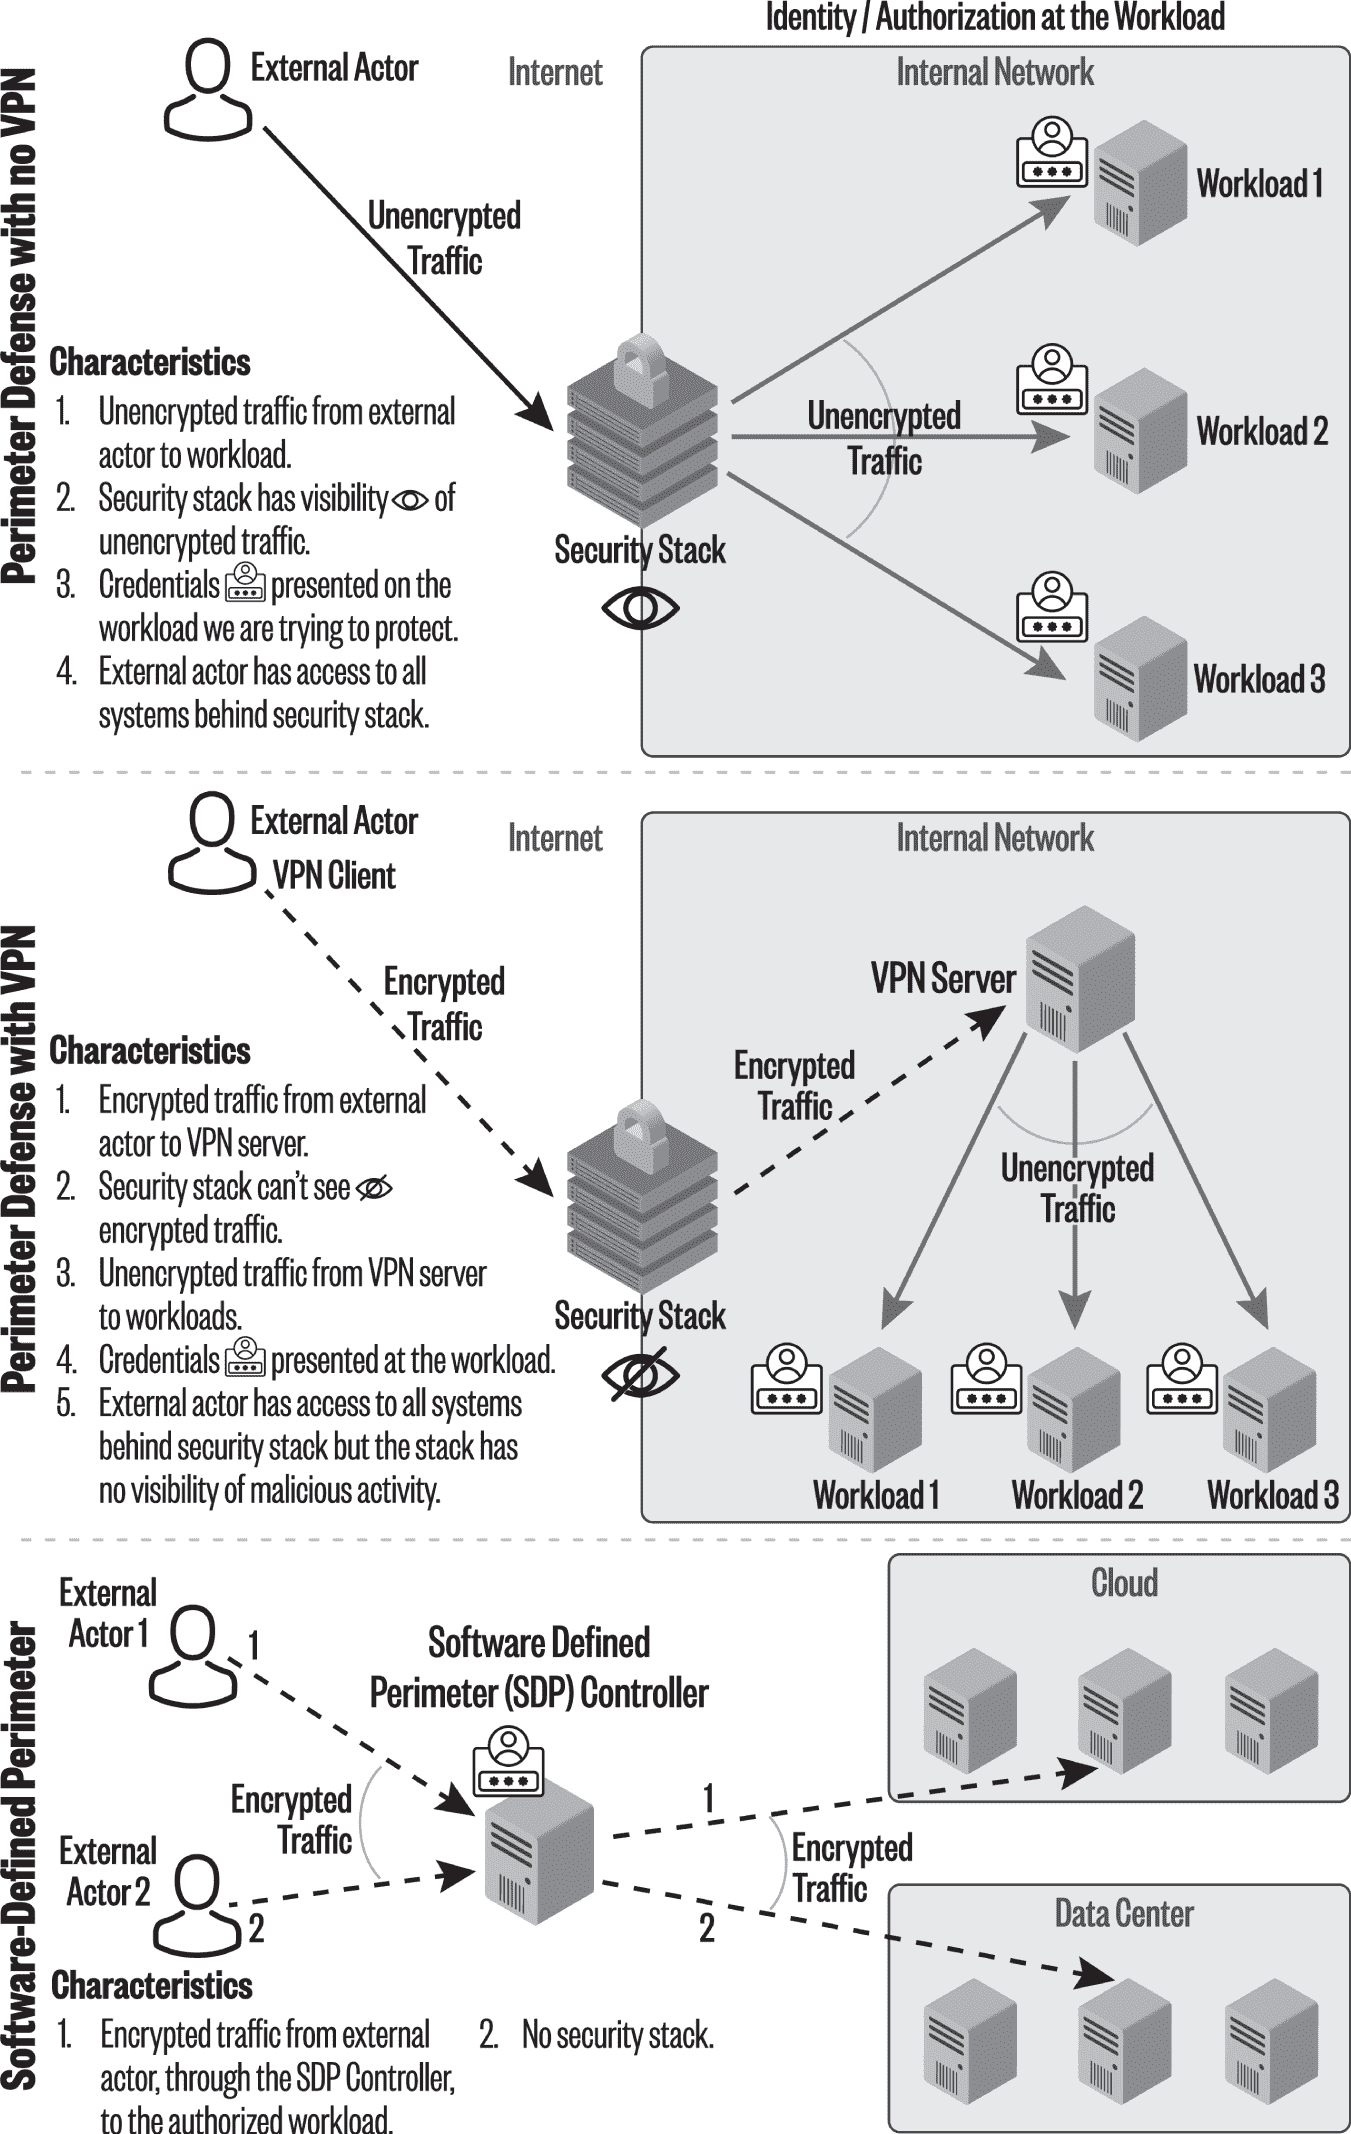 Identity / Authorization at the Workload
Perimeter Defense with no VPN
External Actor
Internet
Internal Network
Unencrypted
Traffic
Workload 1
Unencrypted
Traffic
Workload 2
Workload 3
Security Stack
Characteristics
1. Unencrypted traffic from external
actor to workload.
2. Security stack has visibility of
unencrypted traffic.
3. Credentials presented on the
workload we are trying to protect.
4. External actor has access to all
systems behind security stack.
Perimeter Defense with VPN
External Actor
VPN Client
Internet
Internal Network
Encrypted
Traffic
VPN Server
Encrypted
Traffic
Unencrypted
Traffic
Security Stack
Workload 1
Workload 2
Workload 3
Characteristics
1. Encrypted traffic from external
actor to VPN server.
2. Security stack can't see
encrypted traffic.
3. Unencrypted traffic from VPN server
to workloads.
4. Credentials presented at the workload.
5. External actor has access to all systems
behind security stack but the stack has
no visibility of malicious activity.
Software-Defined Perimeter
External
Actor 1
1
Software Defined
Perimeter (SDP) Controller
Cloud
Encrypted
Traffic
1
External
Actor 2
2
Encrypted
Traffic
2
Data Center
Characteristics
1. Encrypted traffic from external
actor, through the SDP Controller,
to the authorized workload.
2. No security stack.